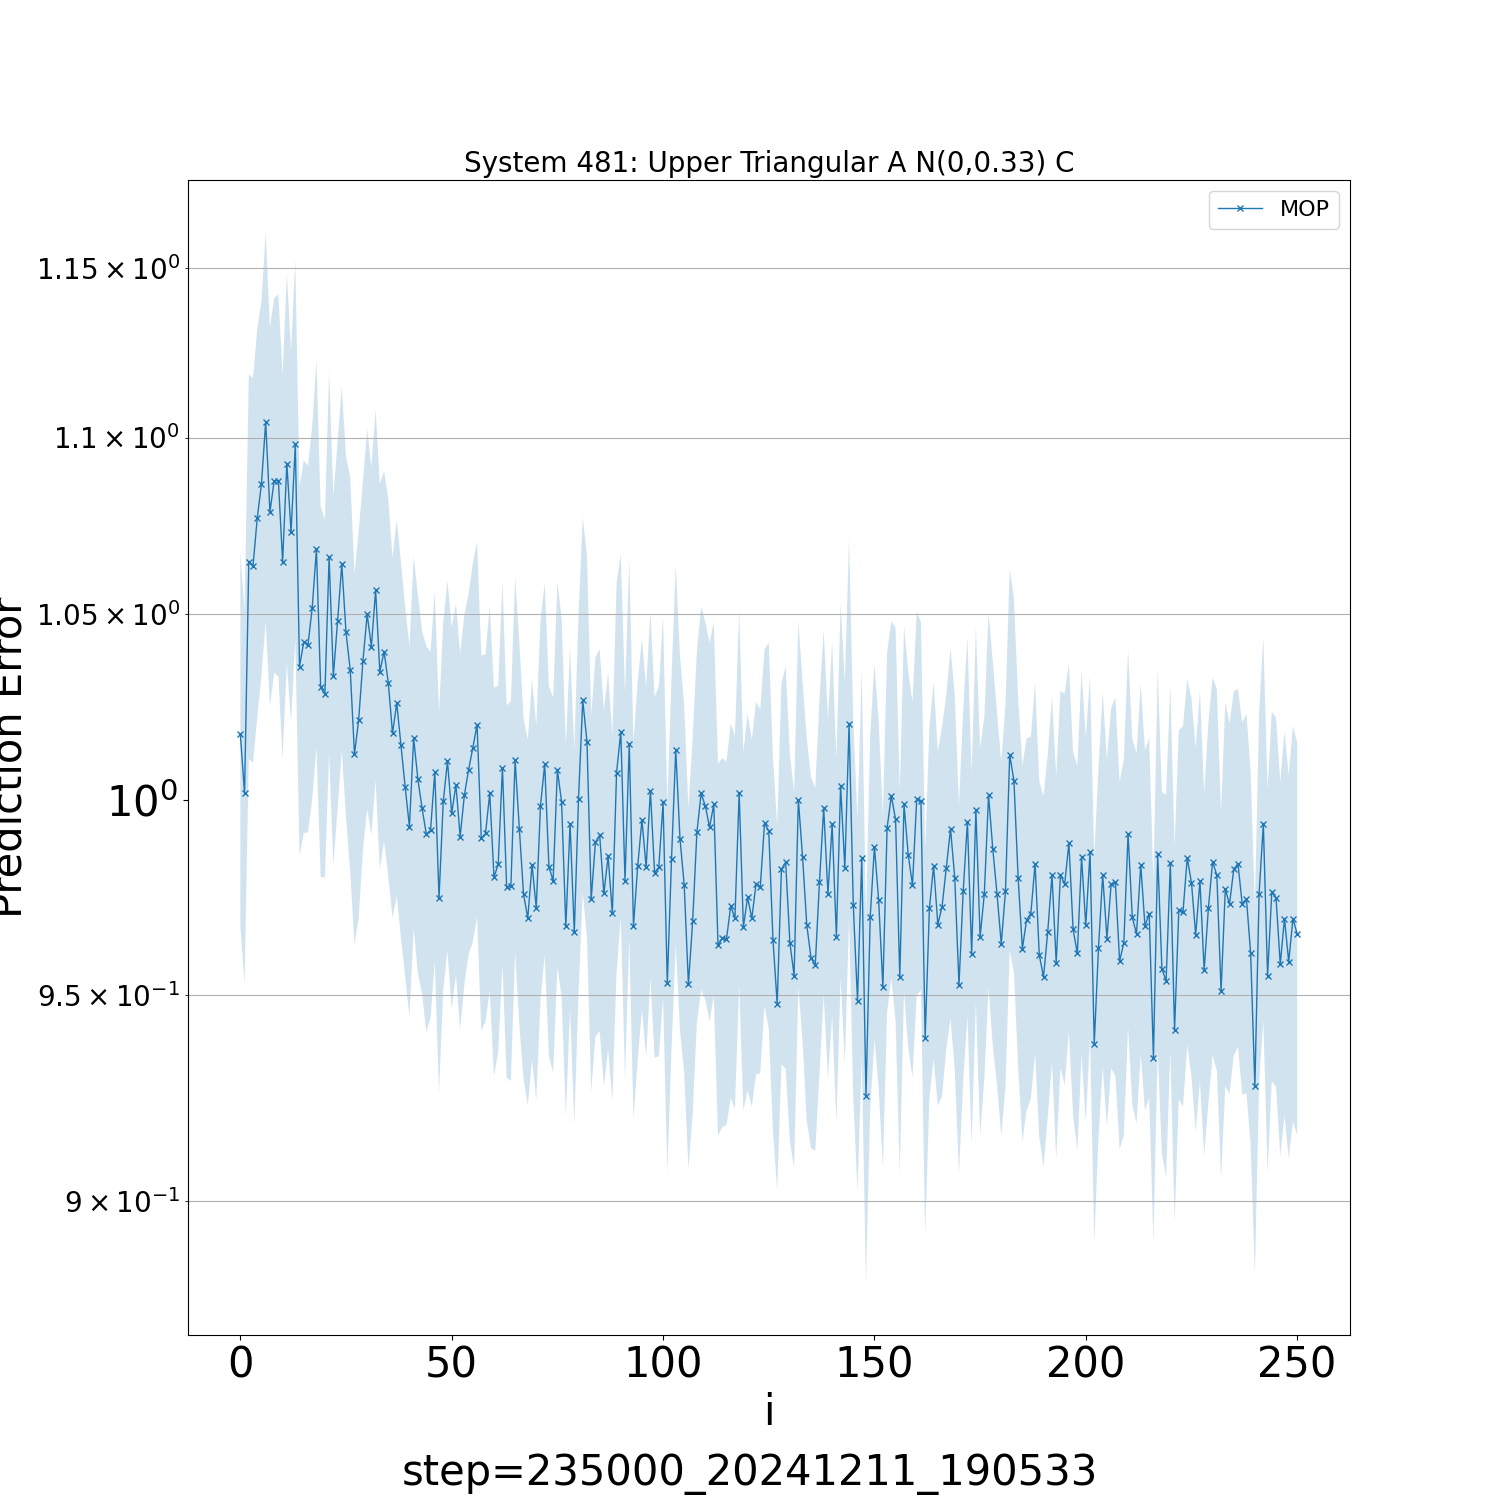 System 481: Upper Triangular A N(0,0.33) C
MOP
1.15 × 10⁰
1.1 × 10⁰
1.05 × 10⁰
10⁰
9.5 × 10⁻¹
9 × 10⁻¹
Prediction Error
0 50 100 150 200 250
i
step=235000_20241211_190533